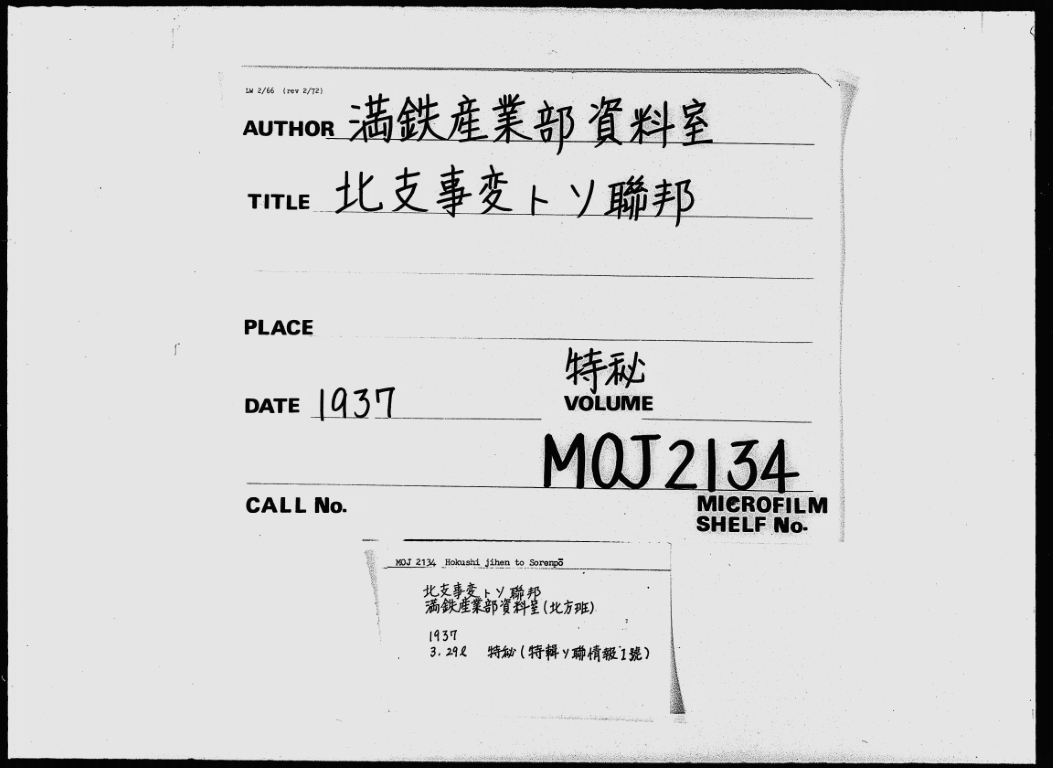 LW 2/66 (rev 2/72)
AUTHOR 満鉄産業部資料室
TITLE 北支事変トソ聯邦
PLACE
特秘
DATE 1937 VOLUME
MOJ 2134
CALL No. MICROFILM
SHELF No.
MOJ 2134 Hokushi jihen to Sorenpō
北支事変トソ聯邦
満鉄産業部資料室(北方班)
1937
3. 29ℓ 特秘(特輯ソ聯情報1號)